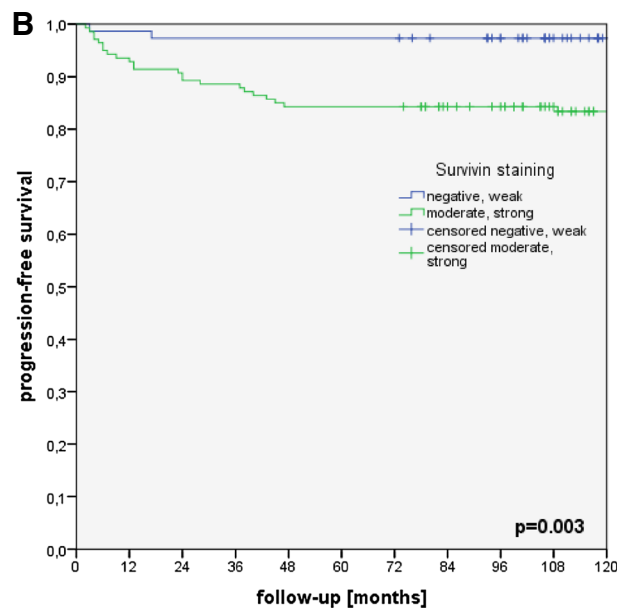 B
1,0
0,9
0,8
0,7
0,6
0,5
0,4
0,3
0,2
0,1
0,0
progression-free survival
Survivin staining
negative, weak
moderate, strong
censored negative, weak
censored moderate,
strong
p=0.003
0 12 24 36 48 60 72 84 96 108 120
follow-up [months]